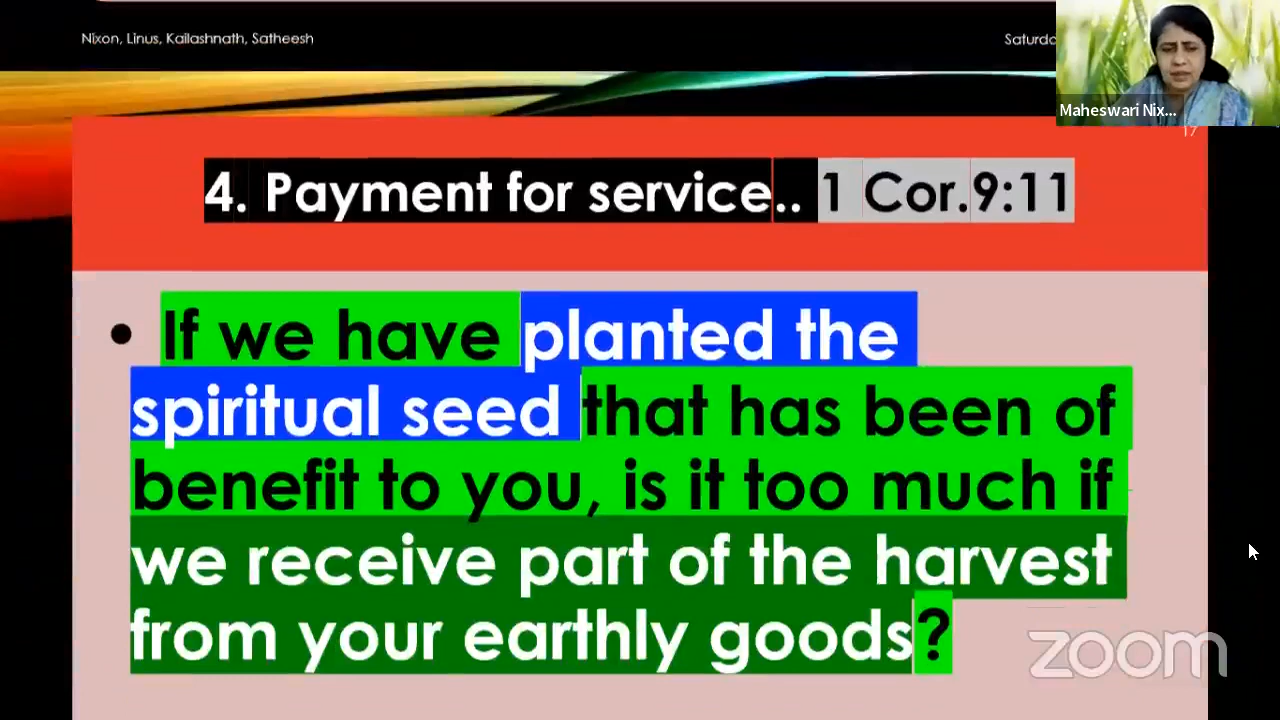 Nixon, Linus, Kailashnath, Satheesh
Saturda
Maheswari Nix...
17
4. Payment for service.. 1 Cor.9:11
• If we have planted the
spiritual seed that has been of
benefit to you, is it too much if
we receive part of the harvest
from your earthly goods?
zoom